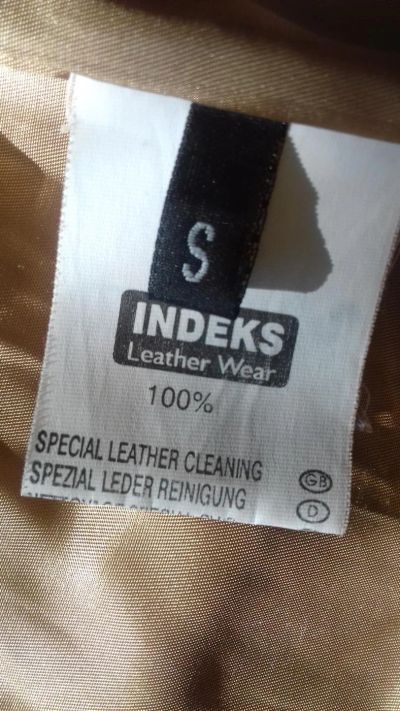 S
INDEKS
Leather Wear
100%
SPECIAL LEATHER CLEANING GB
SPEZIAL LEDER REINIGUNG D